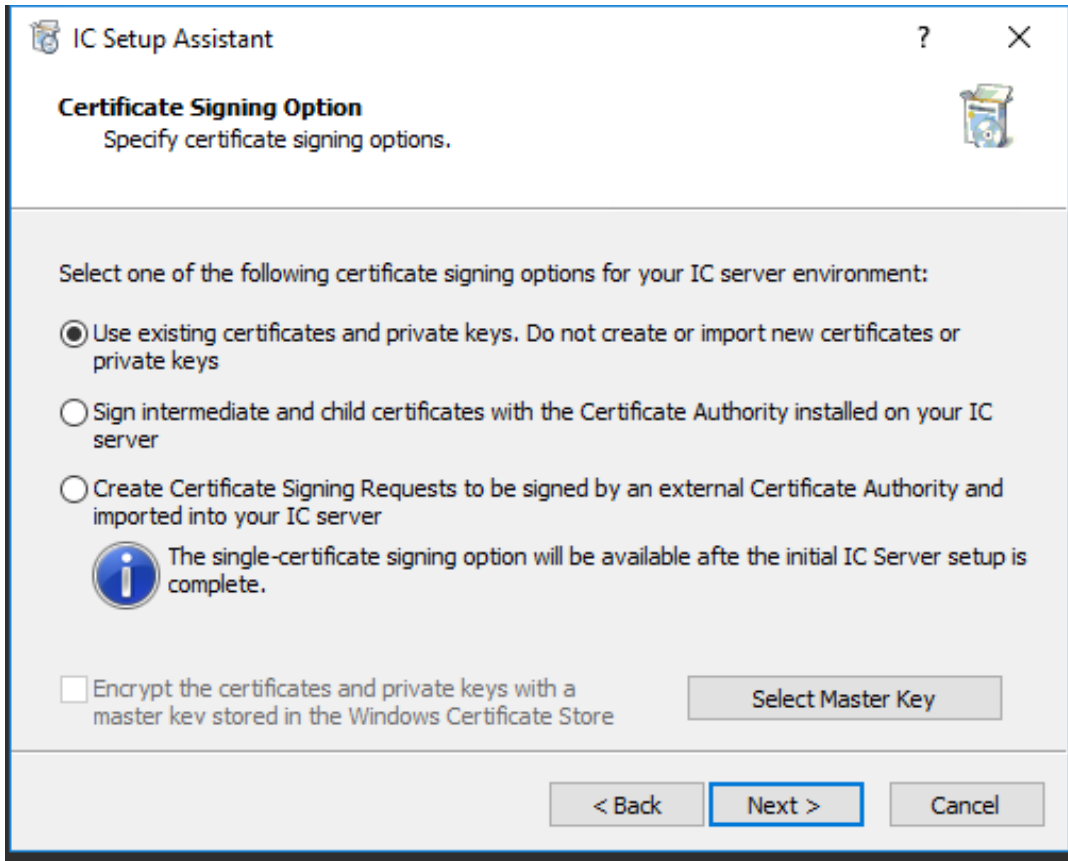 IC Setup Assistant
?
Certificate Signing Option
Specify certificate signing options.
Select one of the following certificate signing options for your IC server environment:
Use existing certificates and private keys. Do not create or import new certificates or
private keys
Sign intermediate and child certificates with the Certificate Authority installed on your IC
server
Create Certificate Signing Requests to be signed by an external Certificate Authority and
imported into your IC server
The single-certificate signing option will be available afte the initial IC Server setup is
complete.
Encrypt the certificates and private keys with a
master key stored in the Windows Certificate Store
Select Master Key
< Back
Next >
Cancel